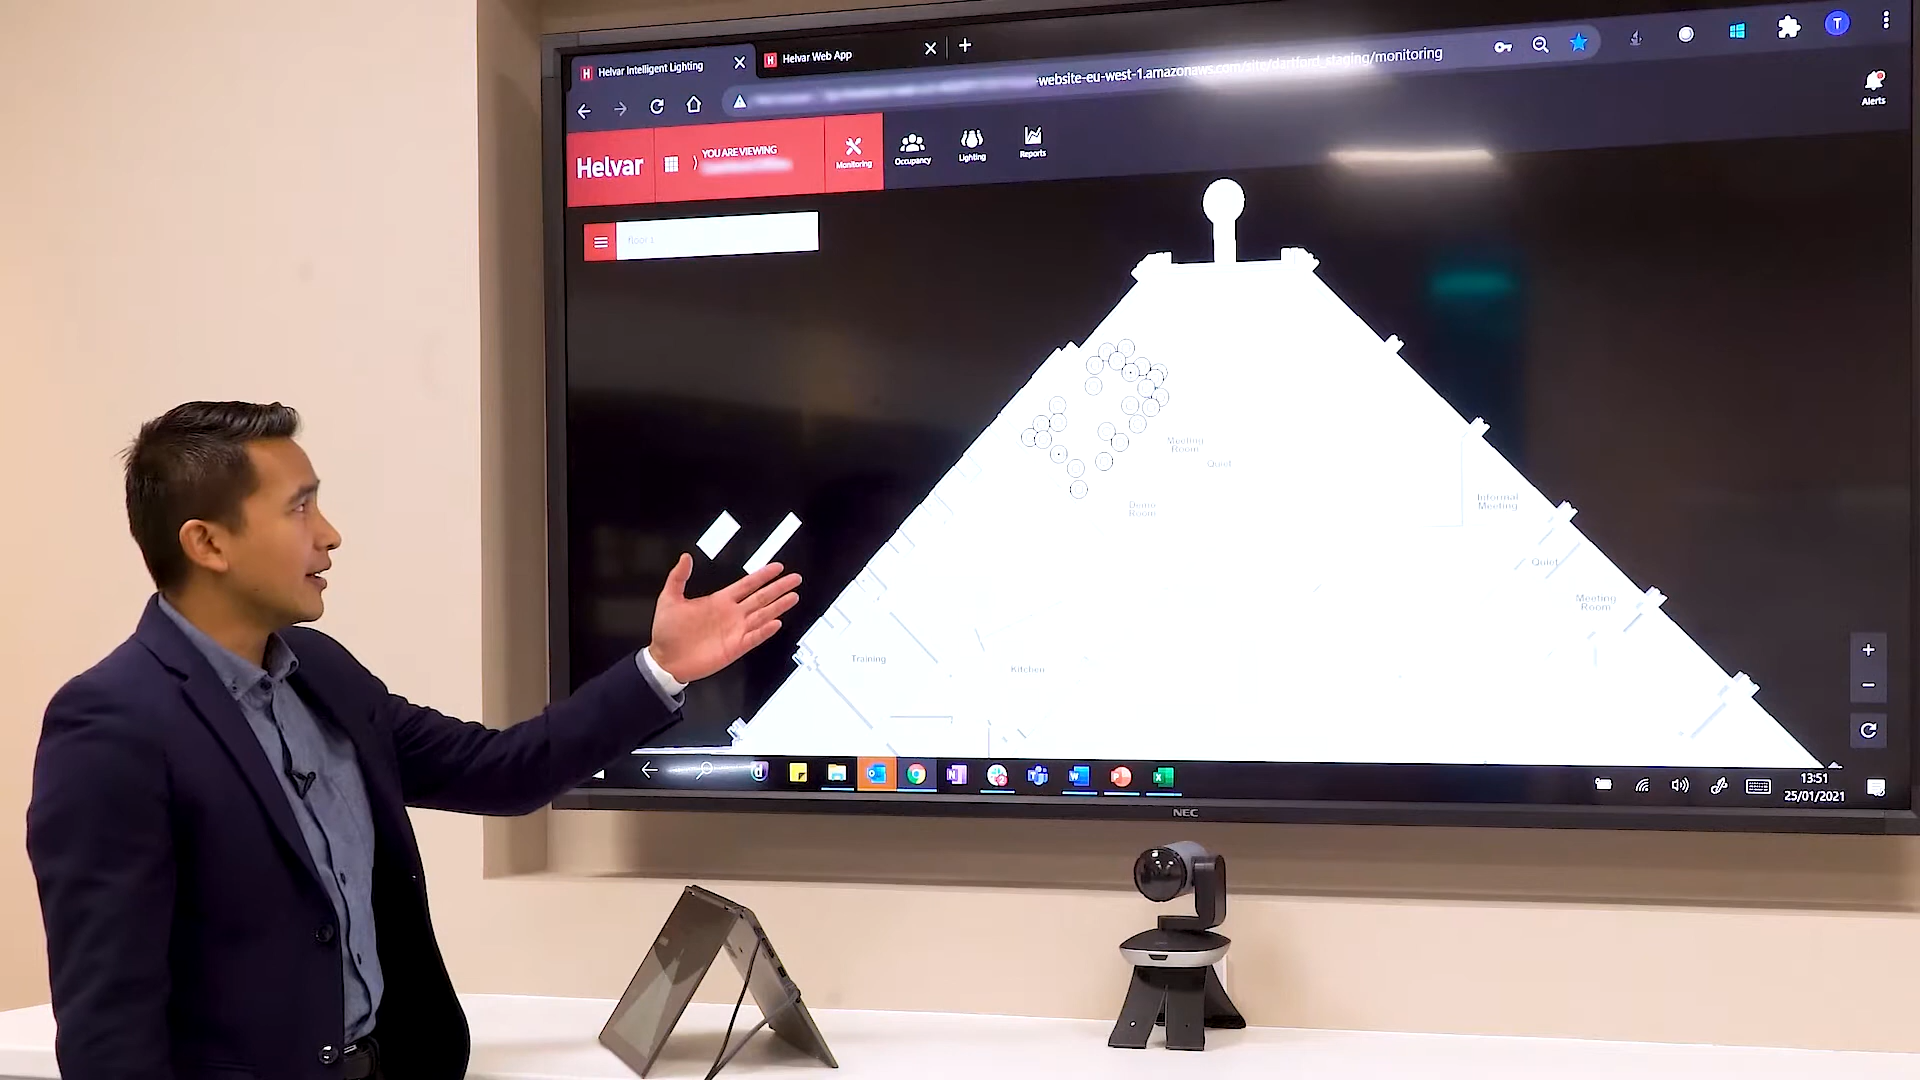 Helvar Intelligent Lighting
Helvar Web App
T
-website-eu-west-1.amazonaws.com/site/dartford_staging/monitoring
Alerts
Helvar
YOU ARE VIEWING
Monitoring
Occupancy
Lighting
Reports
floor 1
Meeting
Room
Quiet
Demo
Room
Informal
Meeting
Quiet
Meeting
Room
Training
Kitchen
13:51
25/01/2021
NEC